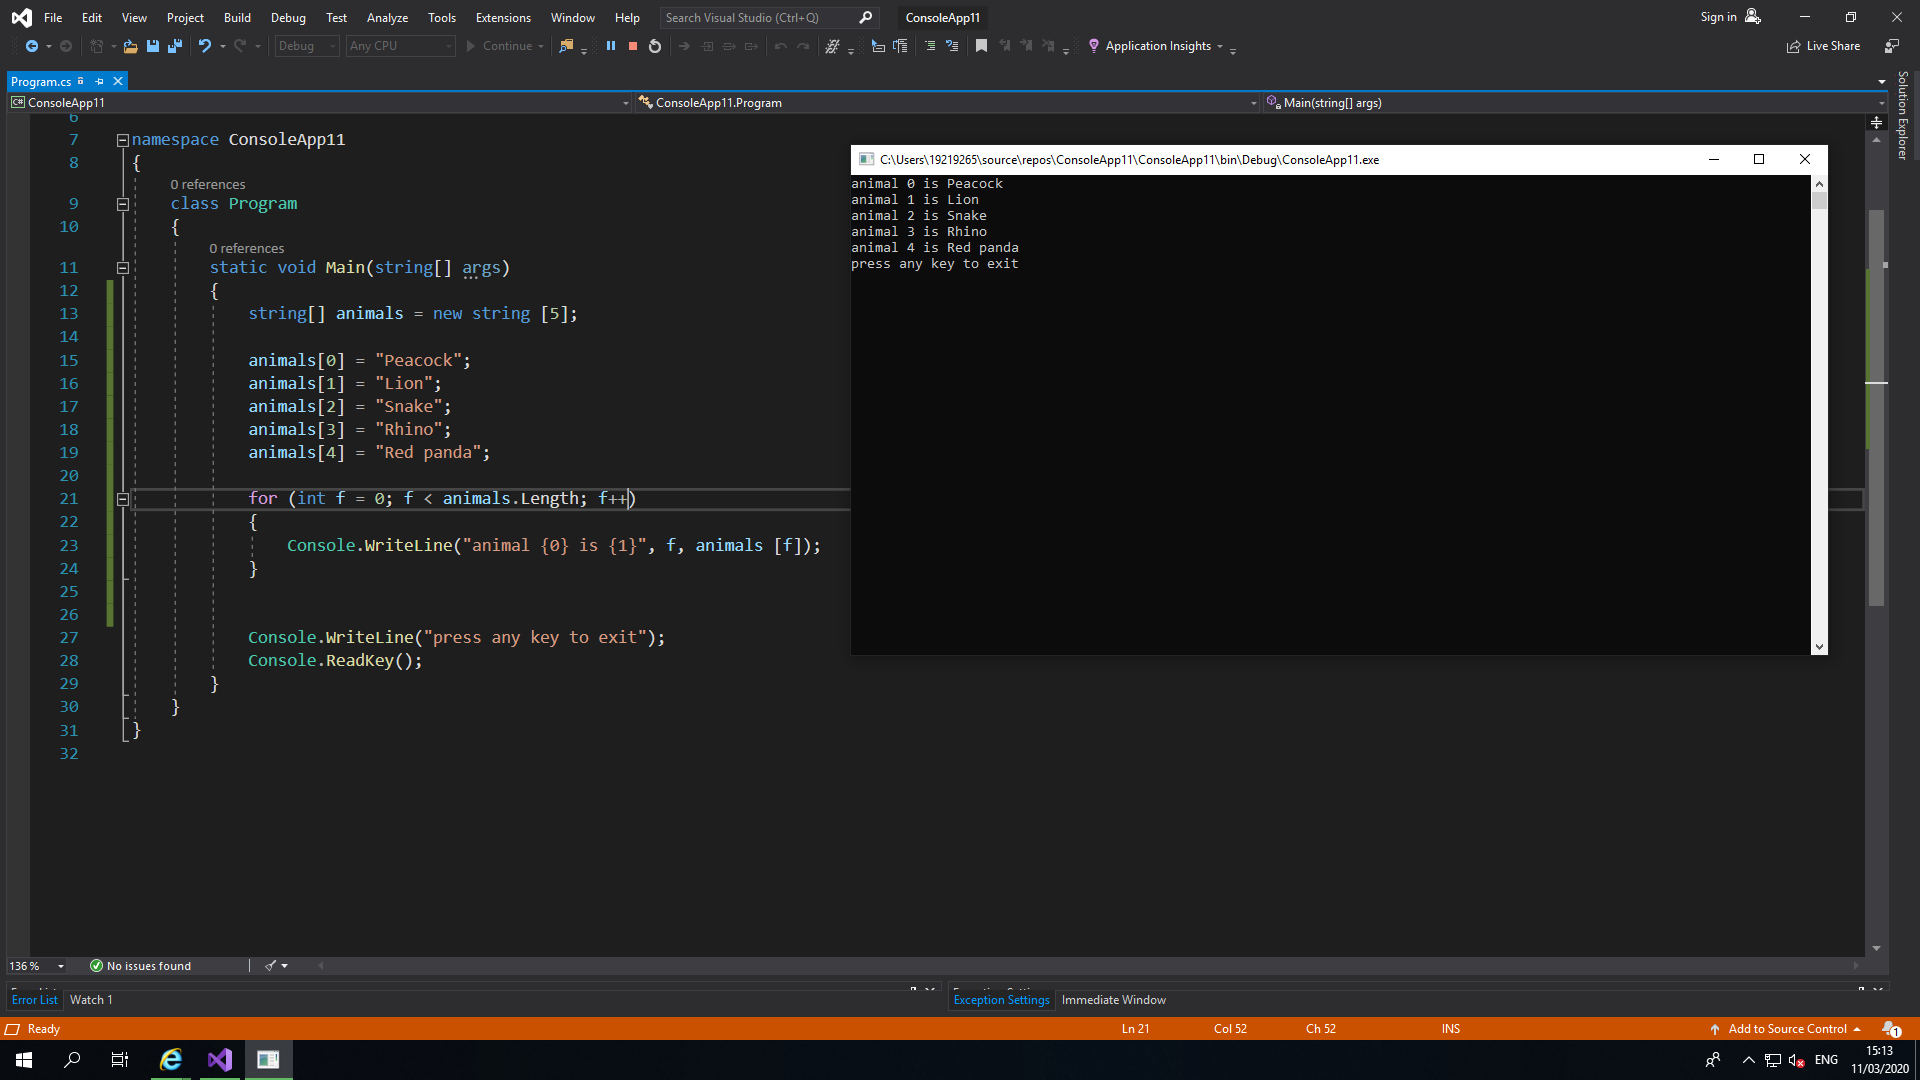 File Edit View Project Build Debug Test Analyze Tools Extensions Window Help Search Visual Studio (Ctrl+Q) ConsoleApp11 Sign in
Debug Any CPU Continue Application Insights Live Share
Program.cs
ConsoleApp11 ConsoleApp11.Program Main(string[] args)
Solution Explorer
6
7 namespace ConsoleApp11
8 {
0 references
9 class Program
10 {
0 references
11 static void Main(string[] args)
12 {
13 string[] animals = new string [5];
14
15 animals[0] = "Peacock";
16 animals[1] = "Lion";
17 animals[2] = "Snake";
18 animals[3] = "Rhino";
19 animals[4] = "Red panda";
20
21 for (int f = 0; f < animals.Length; f++)
22 {
23 Console.WriteLine("animal {0} is {1}", f, animals [f]);
24 }
25
26
27 Console.WriteLine("press any key to exit");
28 Console.ReadKey();
29 }
30 }
31 }
32
C:\Users\19219265\source\repos\ConsoleApp11\ConsoleApp11\bin\Debug\ConsoleApp11.exe
animal 0 is Peacock
animal 1 is Lion
animal 2 is Snake
animal 3 is Rhino
animal 4 is Red panda
press any key to exit
136 % No issues found
Error List Watch 1 Exception Settings Immediate Window
Ready Ln 21 Col 52 Ch 52 INS Add to Source Control 1
ENG 15:13
11/03/2020